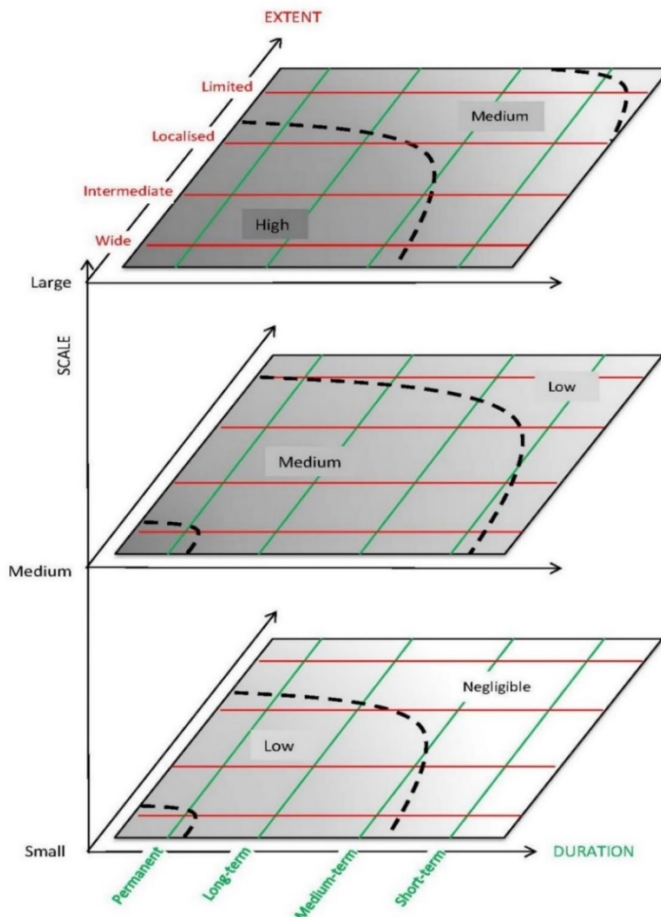 EXTENT
Limited
Medium
Localised
Intermediate
High
Wide
Large
SCALE
Low
Medium
Medium
Negligible
Low
Small
Permanent
Long-term
Medium-term
Short-term
DURATION